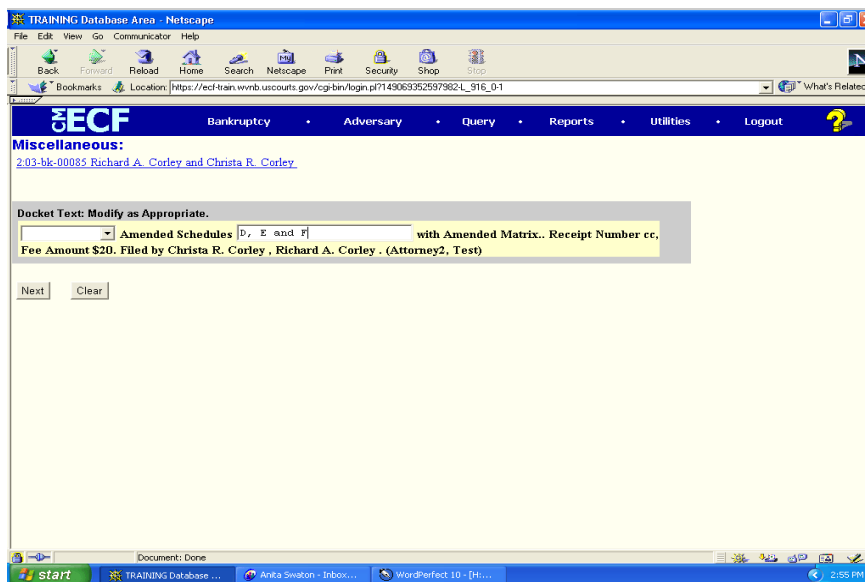 TRAINING Database Area - Netscape
File Edit View Go Communicator Help
Back Forward Reload Home Search Netscape Print Security Shop Stop
Bookmarks Location: https://ecf-train.wvnb.uscourts.gov/cgi-bin/login.pl?149069352597982-L_916_0-1 What's Related
CM ECF Bankruptcy • Adversary • Query • Reports • Utilities • Logout ?
Miscellaneous:
2:03-bk-00085 Richard A. Corley and Christa R. Corley
Docket Text: Modify as Appropriate.
Amended Schedules D, E and F with Amended Matrix.. Receipt Number cc,
Fee Amount $20. Filed by Christa R. Corley , Richard A. Corley . (Attorney2, Test)
Next Clear
Document: Done
start TRAINING Database ... Anita Swaton - Inbox... WordPerfect 10 - [H:... 2:55 PM